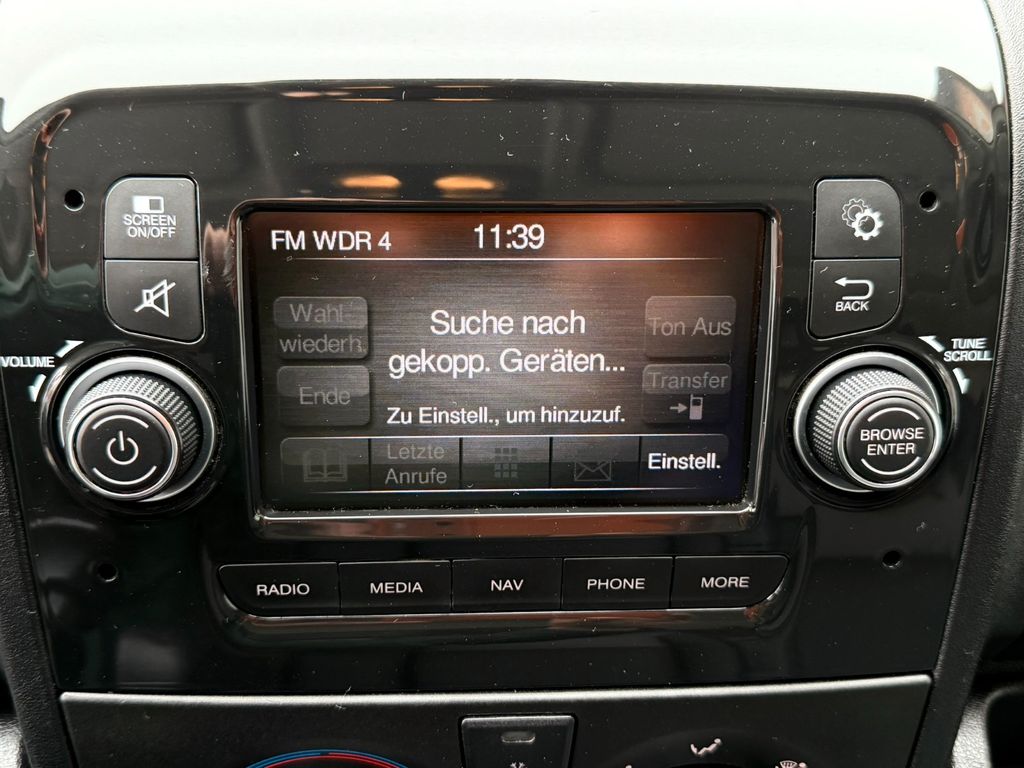 SCREEN
ON/OFF
FM WDR 4
11:39
Wahl
wiederh.
Suche nach
gekopp. Geräten...
Ton Aus
Ende
Transfer
Zu Einstell., um hinzuzuf.
Letzte
Anrufe
Einstell.
BACK
VOLUME
TUNE
SCROLL
BROWSE
ENTER
RADIO
MEDIA
NAV
PHONE
MORE